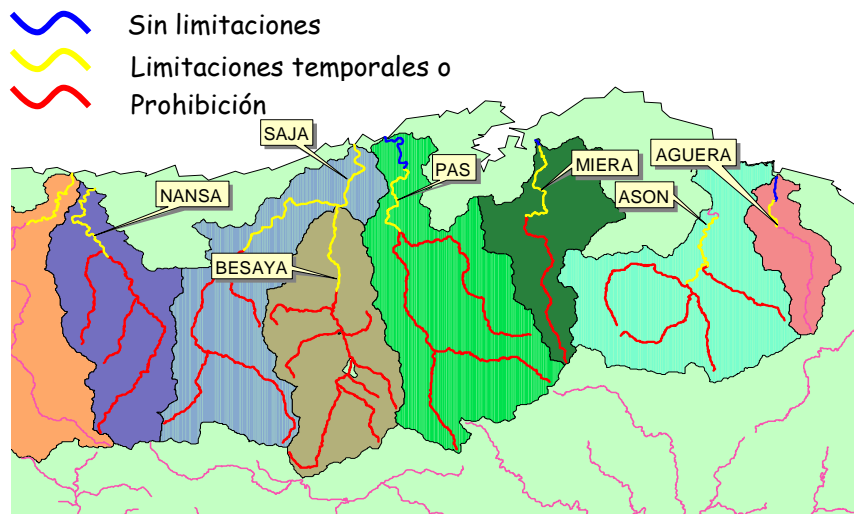 Sin limitaciones
Limitaciones temporales o
Prohibición
SAJA
NANSA
PAS
MIERA
AGUERA
ASON
BESAYA